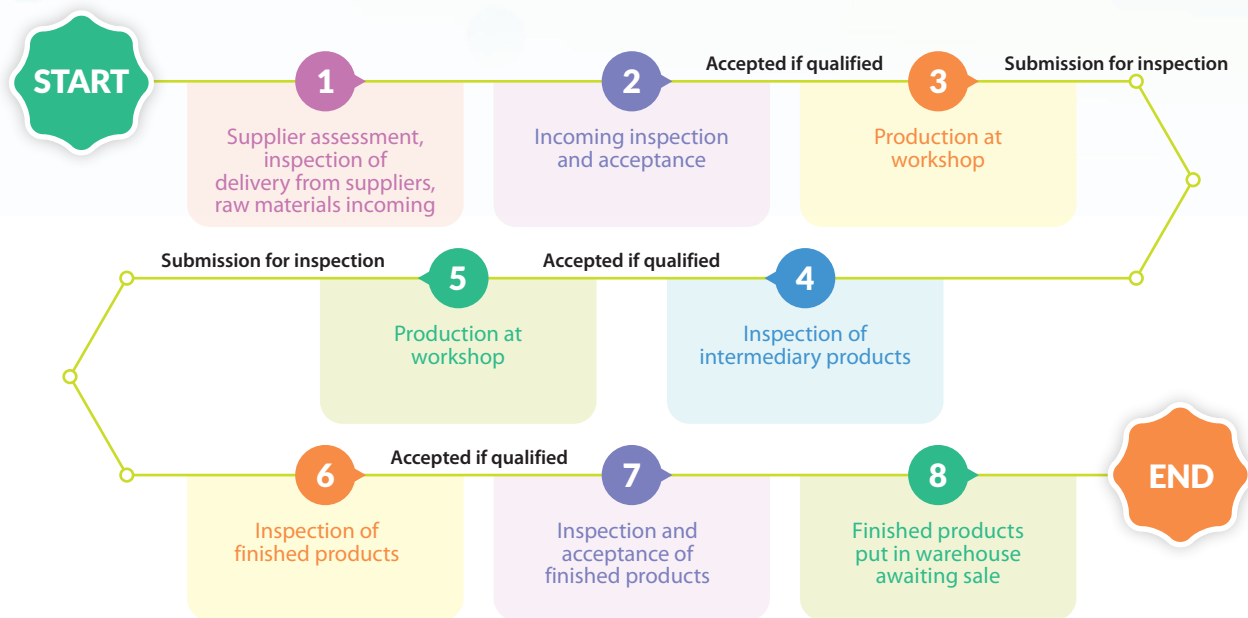 START
1
2
Accepted if qualified
3
Submission for inspection
Supplier assessment,
inspection of
delivery from suppliers,
raw materials incoming
Incoming inspection
and acceptance
Production at
workshop
Submission for inspection
5
Accepted if qualified
4
Production at
workshop
Inspection of
intermediary products
6
Accepted if qualified
7
8
END
Inspection of
finished products
Inspection and
acceptance of
finished products
Finished products
put in warehouse
awaiting sale